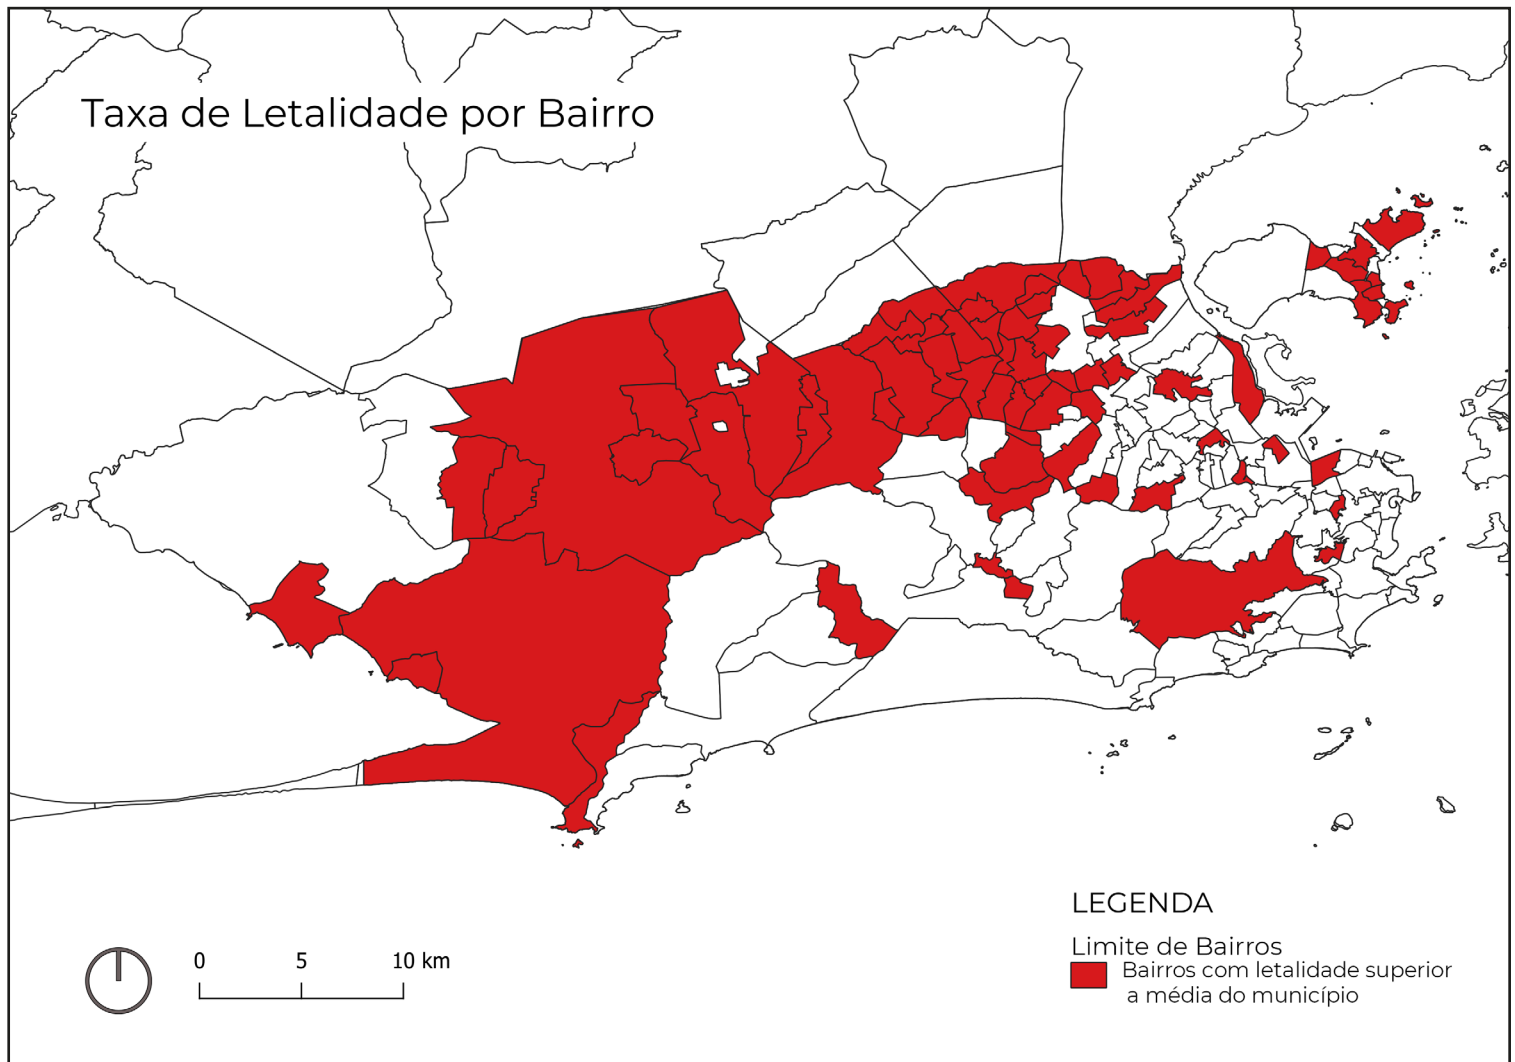 Taxa de Letalidade por Bairro
LEGENDA
Limite de Bairros
Bairros com letalidade superior
a média do município
0 5 10 km